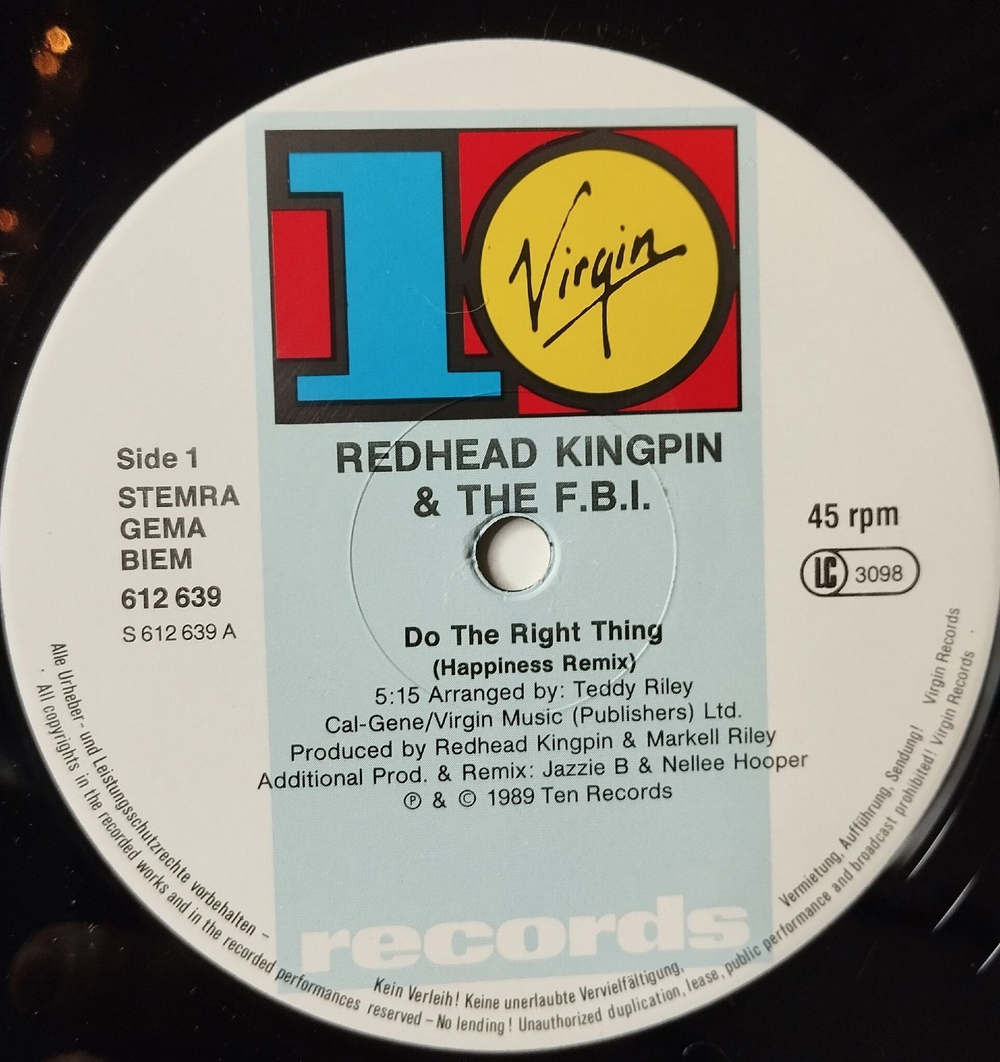 10
Virgin
REDHEAD KINGPIN
& THE F.B.I.
Side 1
STEMRA
GEMA
BIEM
612 639
S 612 639 A
45 rpm
LC 3098
Do The Right Thing
(Happiness Remix)
5:15 Arranged by: Teddy Riley
Cal-Gene/Virgin Music (Publishers) Ltd.
Produced by Redhead Kingpin & Markell Riley
Additional Prod. & Remix: Jazzie B & Nellee Hooper
℗ & © 1989 Ten Records
records
Alle Urheber- und Leistungsschutzrechte vorbehalten – Kein Verleih! Keine unerlaubte Vervielfältigung, Vermietung, Aufführung, Sendung! Virgin Records
· All copyrights in the recorded works and in the recorded performances reserved – No lending! Unauthorized duplication, lease, public performance and broadcast prohibited! Virgin Records ·